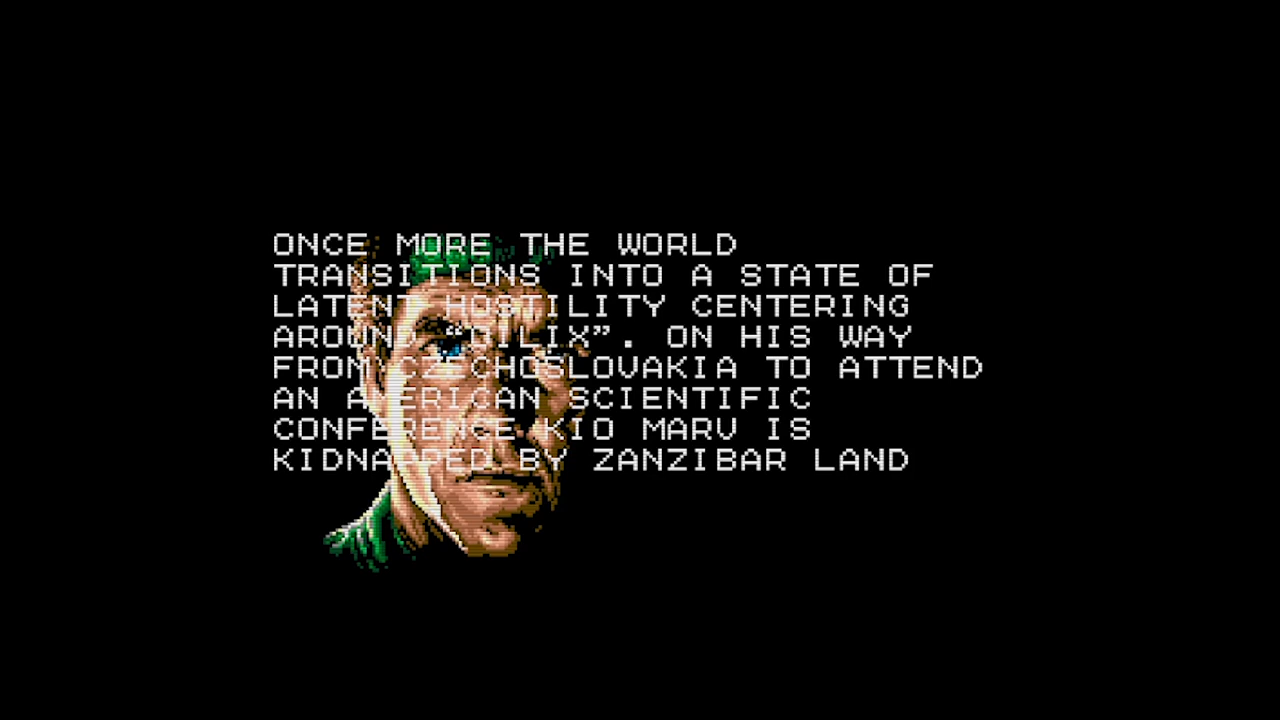 ONCE MORE THE WORLD
TRANSITIONS INTO A STATE OF
LATENT HOSTILITY CENTERING
AROUND “OILIX”. ON HIS WAY
FROM CZECHOSLOVAKIA TO ATTEND
AN AMERICAN SCIENTIFIC
CONFERENCE KIO MARV IS
KIDNAPPED BY ZANZIBAR LAND